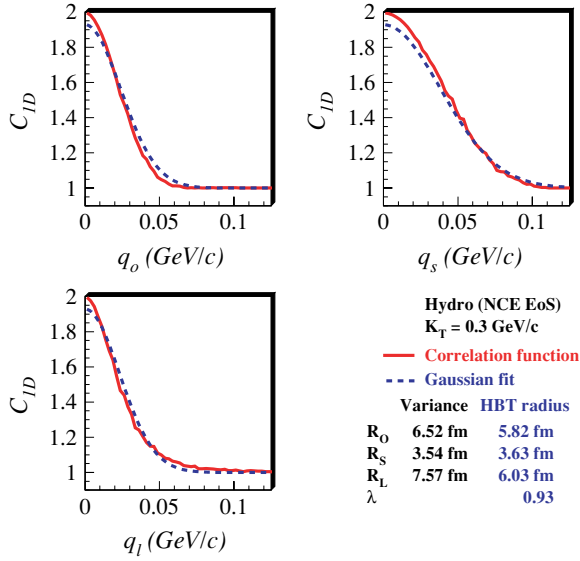 2
1.8
1.6
1.4
1.2
1
C1D
0
0.05
0.1
qo (GeV/c)
2
1.8
1.6
1.4
1.2
1
C1D
0
0.05
0.1
qs (GeV/c)
2
1.8
1.6
1.4
1.2
1
C1D
0
0.05
0.1
ql (GeV/c)
Hydro (NCE EoS)
KT = 0.3 GeV/c
Correlation function
Gaussian fit
Variance HBT radius
RO 6.52 fm 5.82 fm
RS 3.54 fm 3.63 fm
RL 7.57 fm 6.03 fm
λ 0.93